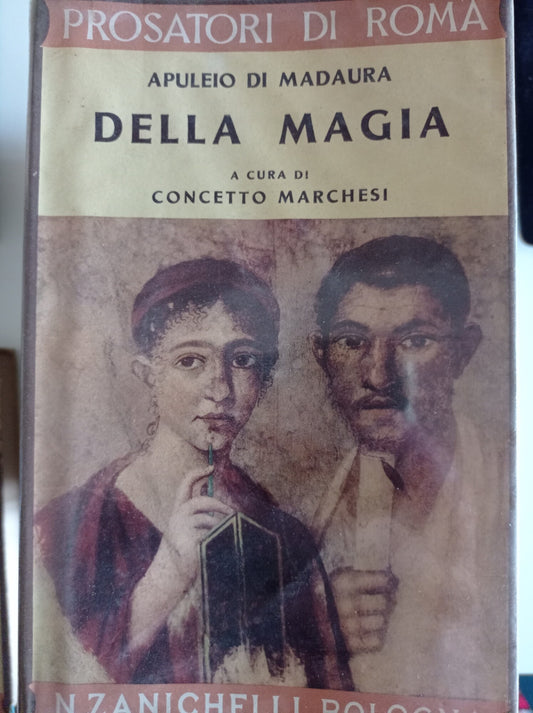 PROSATORI DI ROMA
APULEIO DI MADAURA
DELLA MAGIA
A CURA DI
CONCETTO MARCHESI
N. ZANICHELLI BOLOGNA